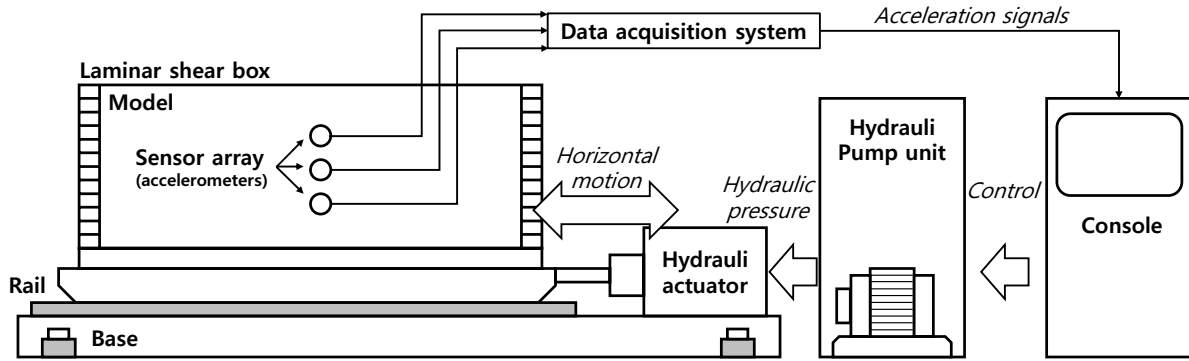 Data acquisition system
Acceleration signals
Laminar shear box
Model
Sensor array
(accelerometers)
Horizontal
motion
Hydraulic
pressure
Hydrauli
Pump unit
Control
Console
Hydrauli
actuator
Rail
Base